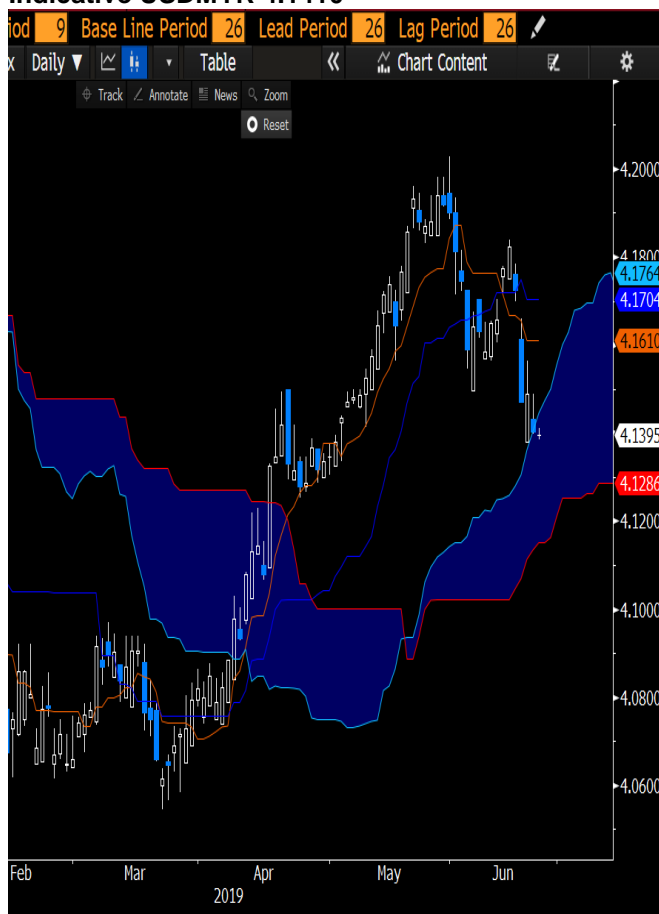 iod 9 Base Line Period 26 Lead Period 26 Lag Period 26
x Daily ▼ Table « Chart Content
Track Annotate News Zoom
Reset
4.2000
4.1800
4.1764
4.1704
4.1610
4.1395
4.1286
4.1200
4.1000
4.0800
4.0600
Feb Mar Apr May Jun
2019